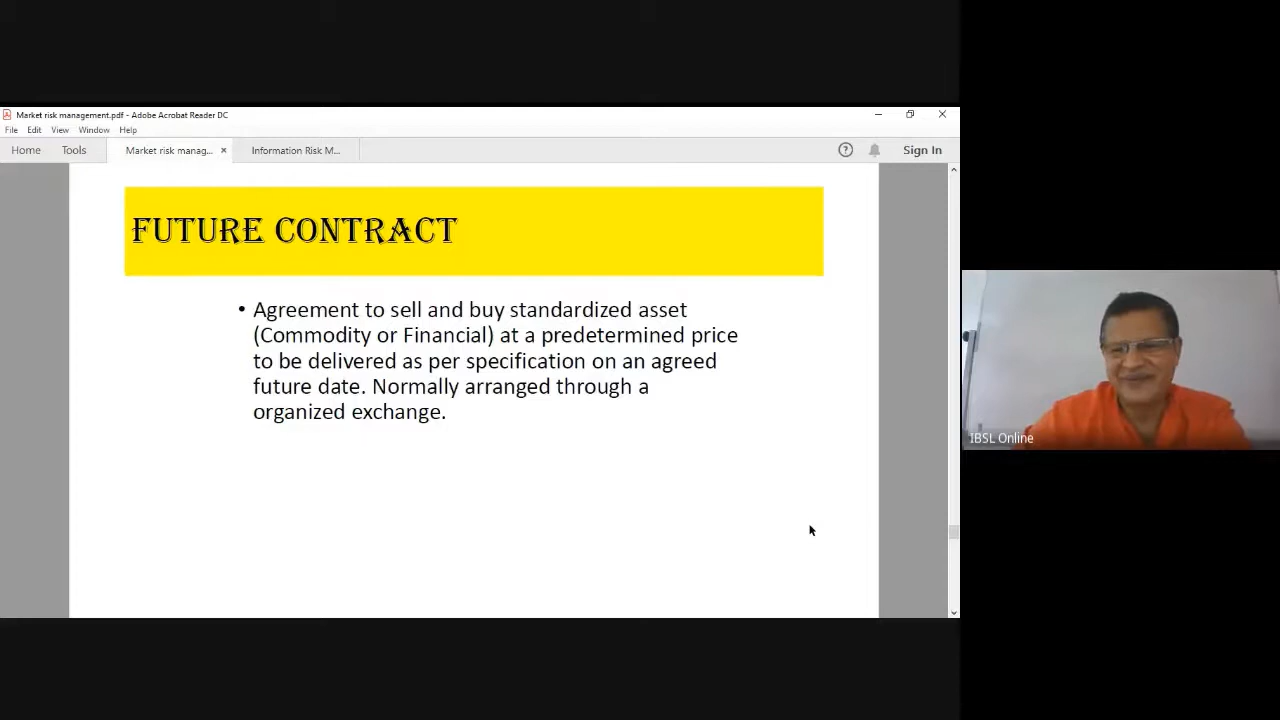 Market risk management.pdf - Adobe Acrobat Reader DC
File Edit View Window Help
Home Tools Market risk manag... × Information Risk M... Sign In
FUTURE CONTRACT
• Agreement to sell and buy standardized asset
(Commodity or Financial) at a predetermined price
to be delivered as per specification on an agreed
future date. Normally arranged through a
organized exchange.
IBSL Online